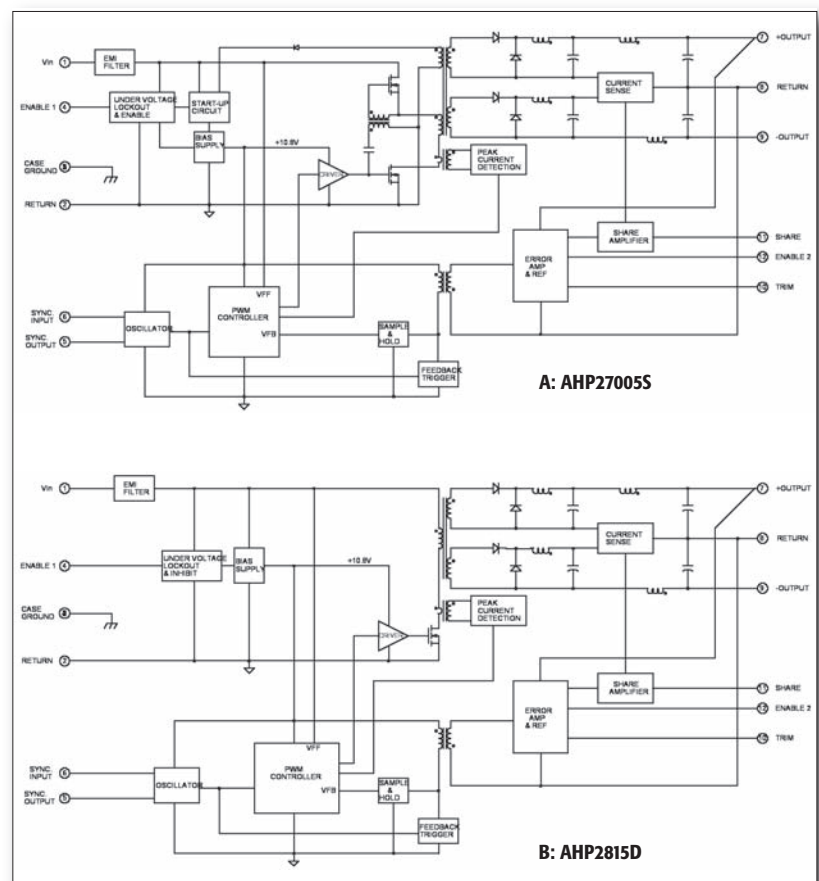 Vin 1
EMI
FILTER
ENABLE 1 4
UNDER VOLTAGE
LOCKOUT
& ENABLE
START-UP
CIRCUIT
BIAS
SUPPLY
+10.8V
CASE
GROUND
RETURN 2
DRIVER
PEAK
CURRENT
DETECTION
CURRENT
SENSE
7 +OUTPUT
8 RETURN
9 -OUTPUT
SHARE
AMPLIFIER
ERROR
AMP
& REF
11 SHARE
12 ENABLE 2
10 TRIM
SYNC.
INPUT 6
SYNC.
OUTPUT 5
OSCILLATOR
VFF
PWM
CONTROLLER
VFB
SAMPLE
&
HOLD
FEEDBACK
TRIGGER
A: AHP27005S
Vin 1
EMI
FILTER
ENABLE 1 4
UNDER VOLTAGE
LOCKOUT
& INHIBIT
BIAS
SUPPLY
+10.8V
CASE
GROUND
RETURN 2
DRIVER
PEAK
CURRENT
DETECTION
CURRENT
SENSE
7 +OUTPUT
8 RETURN
9 -OUTPUT
SHARE
AMPLIFIER
ERROR
AMP
& REF
11 SHARE
12 ENABLE 2
10 TRIM
SYNC.
INPUT 6
SYNC.
OUTPUT 5
OSCILLATOR
VFF
PWM
CONTROLLER
VFB
SAMPLE
&
HOLD
FEEDBACK
TRIGGER
B: AHP2815D